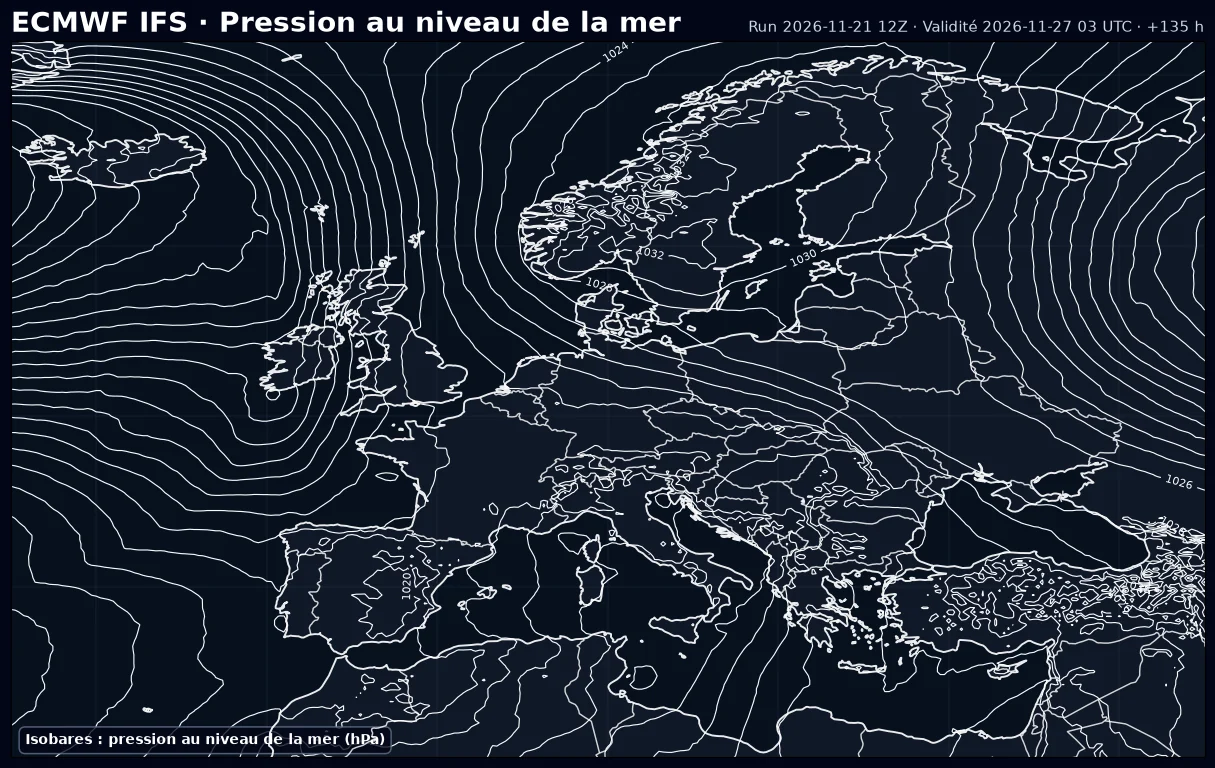 ECMWF IFS · Pression au niveau de la mer
Run 2026-11-21 12Z · Validité 2026-11-27 03 UTC · +135 h
1024
1032
1030
1026
1020
Isobares : pression au niveau de la mer (hPa)